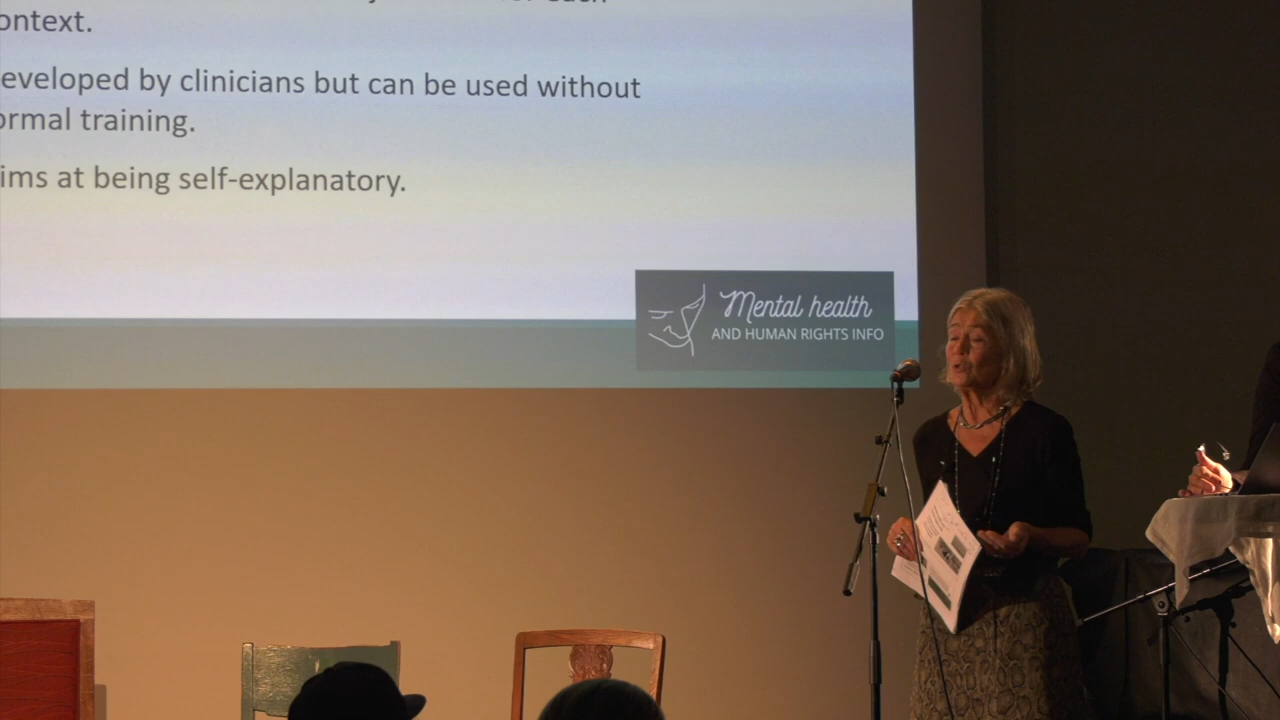 ontext.
eveloped by clinicians but can be used without
ormal training.
ims at being self-explanatory.
Mental health
AND HUMAN RIGHTS INFO